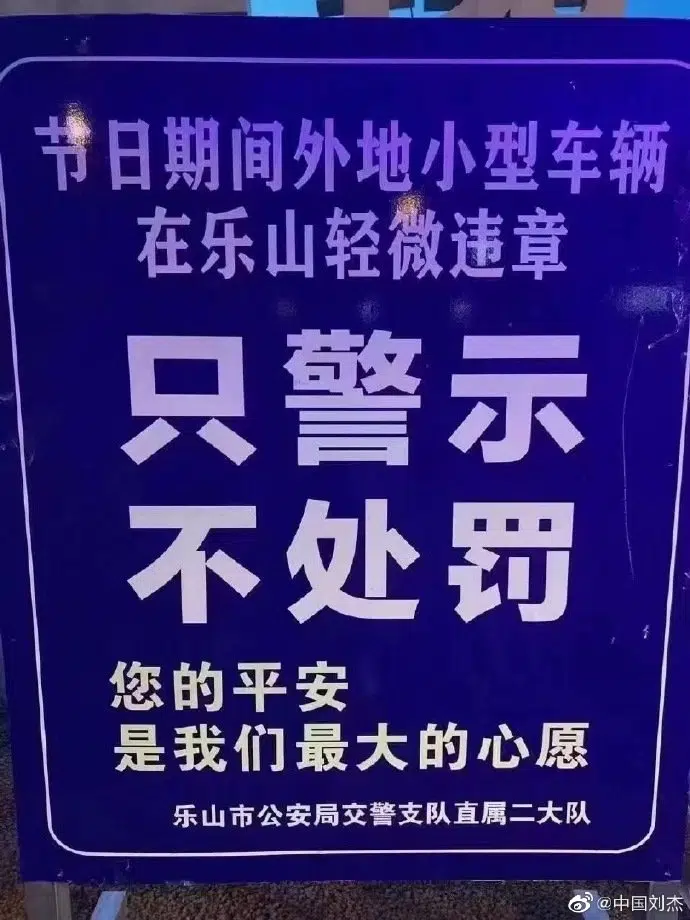 节日期间外地小型车辆
在乐山轻微违章
只警示
不处罚
您的平安
是我们最大的心愿
乐山市公安局交警支队直属二大队
@中国刘杰